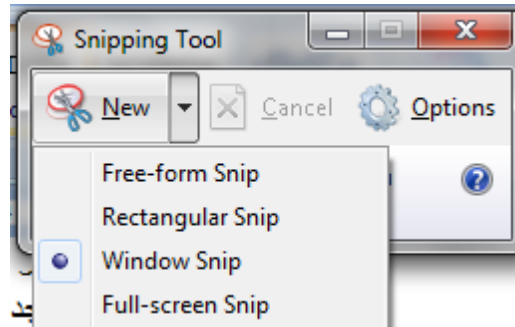 Snipping Tool
New Cancel Options
Free-form Snip
Rectangular Snip
Window Snip
Full-screen Snip